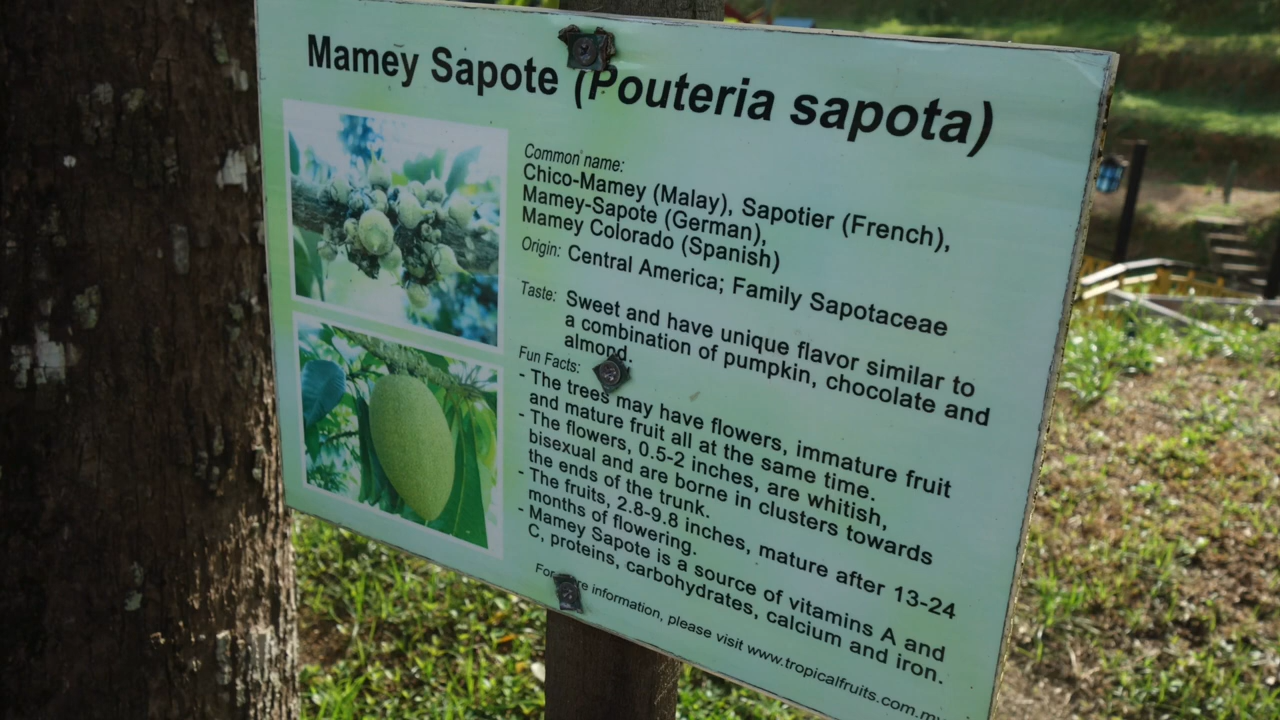 Mamey Sapote (Pouteria sapota)
Common name:
Chico-Mamey (Malay), Sapotier (French),
Mamey-Sapote (German),
Mamey Colorado (Spanish)
Origin: Central America; Family Sapotaceae
Taste: Sweet and have unique flavor similar to
a combination of pumpkin, chocolate and
almond.
Fun Facts:
- The trees may have flowers, immature fruit
and mature fruit all at the same time.
- The flowers, 0.5-2 inches, are whitish,
bisexual and are borne in clusters towards
the ends of the trunk.
- The fruits, 2.8-9.8 inches, mature after 13-24
months of flowering.
- Mamey Sapote is a source of vitamins A and
C, proteins, carbohydrates, calcium and iron.
For more information, please visit www.tropicalfruits.com.my